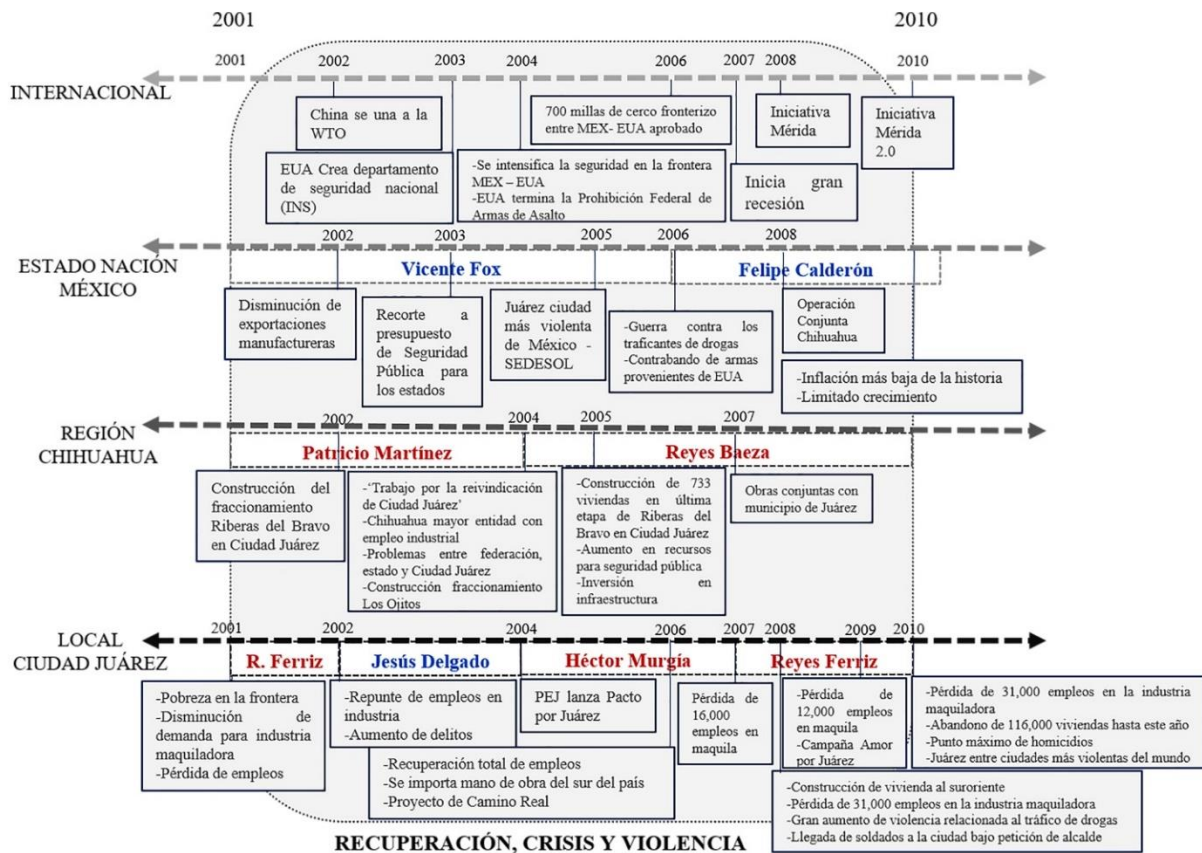 2001
2010
INTERNACIONAL
2001
2002
2003
2004
2006
2007
2008
2010
China se una a la
WTO
700 millas de cerco fronterizo
entre MEX- EUA aprobado
Iniciativa
Mérida
Iniciativa
Mérida
2.0
EUA Crea departamento
de seguridad nacional
(INS)
-Se intensifica la seguridad en la frontera
MEX – EUA
-EUA termina la Prohibición Federal de
Armas de Asalto
Inicia gran
recesión
ESTADO NACIÓN
MÉXICO
2002
2003
2005
2006
2008
Vicente Fox
Felipe Calderón
Disminución de
exportaciones
manufactureras
Recorte a
presupuesto
de Seguridad
Pública para
los estados
Juárez ciudad
más violenta
de México -
SEDESOL
-Guerra contra los
traficantes de drogas
-Contrabando de armas
provenientes de EUA
Operación
Conjunta
Chihuahua
-Inflación más baja de la historia
-Limitado crecimiento
REGIÓN
CHIHUAHUA
2002
2004
2005
2007
Patricio Martínez
Reyes Baeza
Construcción del
fraccionamiento
Riberas del Bravo
en Ciudad Juárez
-‘Trabajo por la reivindicación
de Ciudad Juárez’
-Chihuahua mayor entidad con
empleo industrial
-Problemas entre federación,
estado y Ciudad Juárez
-Construcción fraccionamiento
Los Ojitos
-Construcción de 733
viviendas en última
etapa de Riberas del
Bravo en Ciudad Juárez
-Aumento en recursos
para seguridad pública
-Inversión en
infraestructura
Obras conjuntas con
municipio de Juárez
LOCAL
CIUDAD JUÁREZ
2001
2002
2004
2006
2007
2008
2009
2010
R. Ferriz
Jesús Delgado
Héctor Murgía
Reyes Ferriz
-Pobreza en la frontera
-Disminución de
demanda para industria
maquiladora
-Pérdida de empleos
-Repunte de empleos en
industria
-Aumento de delitos
PEJ lanza Pacto
por Juárez
Pérdida de
16,000
empleos en
maquila
-Pérdida de
12,000 empleos
en maquila
-Campaña Amor
por Juárez
-Pérdida de 31,000 empleos en la industria
maquiladora
-Abandono de 116,000 viviendas hasta este año
-Punto máximo de homicidios
-Juárez entre ciudades más violentas del mundo
-Recuperación total de empleos
-Se importa mano de obra del sur del país
-Proyecto de Camino Real
-Construcción de vivienda al suroriente
-Pérdida de 31,000 empleos en la industria maquiladora
-Gran aumento de violencia relacionada al tráfico de drogas
-Llegada de soldados a la ciudad bajo petición de alcalde
RECUPERACIÓN, CRISIS Y VIOLENCIA